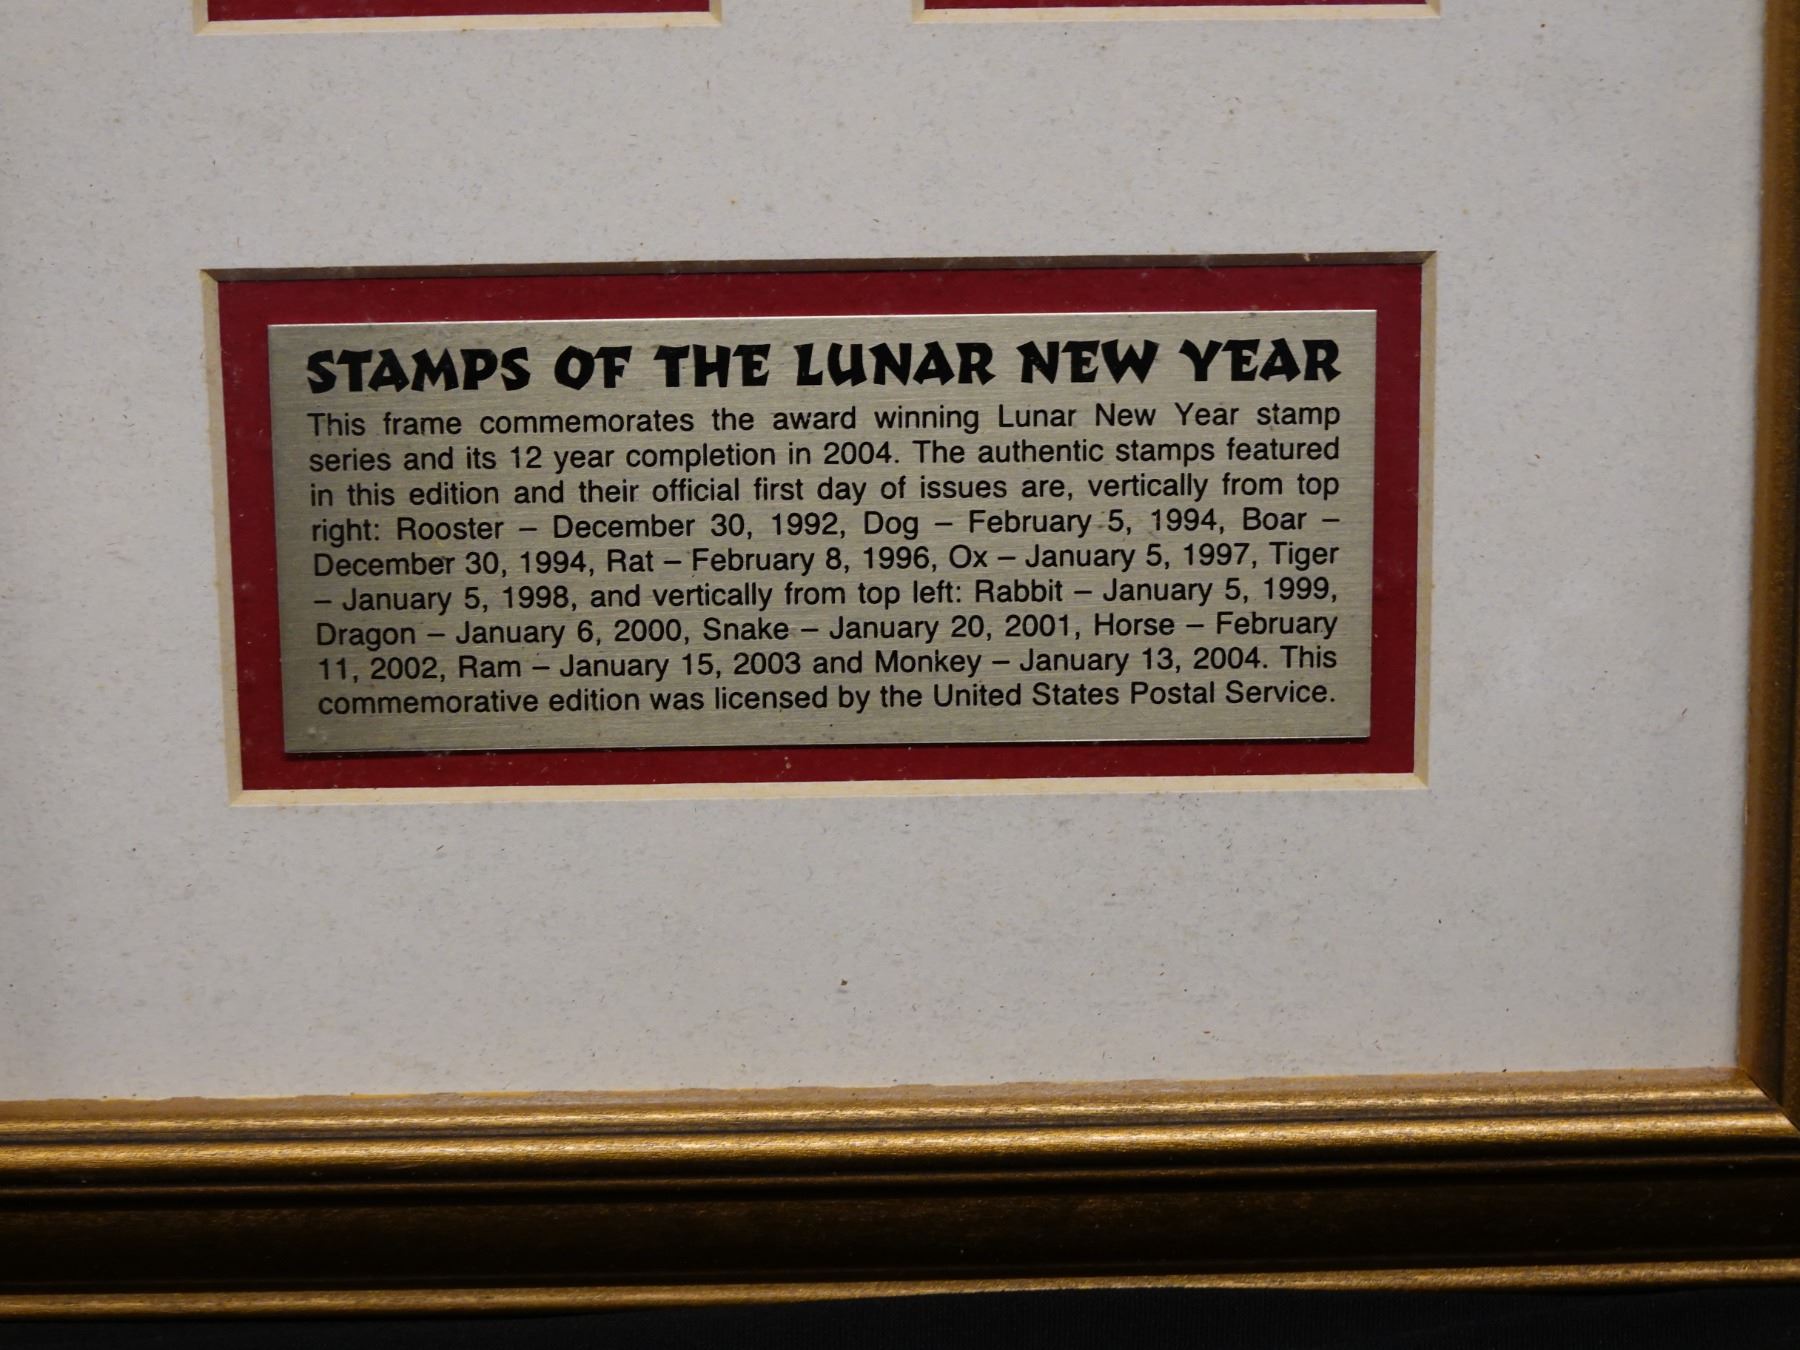 STAMPS OF THE LUNAR NEW YEAR
This frame commemorates the award winning Lunar New Year stamp
series and its 12 year completion in 2004. The authentic stamps featured
in this edition and their official first day of issues are, vertically from top
right: Rooster – December 30, 1992, Dog – February 5, 1994, Boar –
December 30, 1994, Rat – February 8, 1996, Ox – January 5, 1997, Tiger
– January 5, 1998, and vertically from top left: Rabbit – January 5, 1999,
Dragon – January 6, 2000, Snake – January 20, 2001, Horse – February
11, 2002, Ram – January 15, 2003 and Monkey – January 13, 2004. This
commemorative edition was licensed by the United States Postal Service.